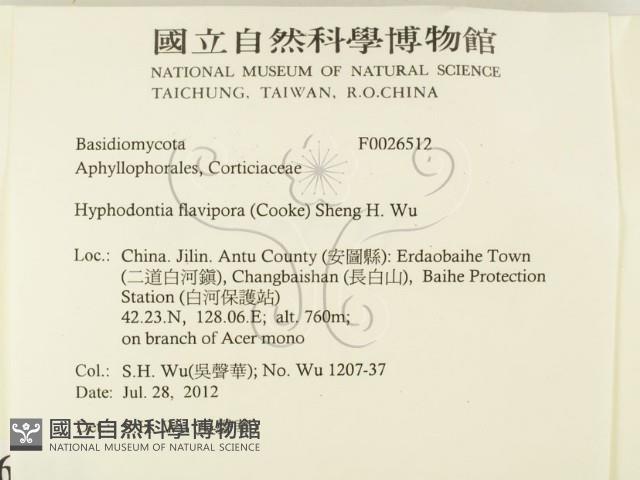 國立自然科學博物館
NATIONAL MUSEUM OF NATURAL SCIENCE
TAICHUNG, TAIWAN, R.O.CHINA
Basidiomycota F0026512
Aphyllophorales, Corticiaceae
Hyphodontia flavipora (Cooke) Sheng H. Wu
Loc.: China. Jilin. Antu County (安圖縣): Erdaobaihe Town
(二道白河鎮), Changbaishan (長白山), Baihe Protection
Station (白河保護站)
42.23.N, 128.06.E; alt. 760m;
on branch of Acer mono
Col.: S.H. Wu(吳聲華); No. Wu 1207-37
Date: Jul. 28, 2012
國立自然科學博物館
NATIONAL MUSEUM OF NATURAL SCIENCE
6